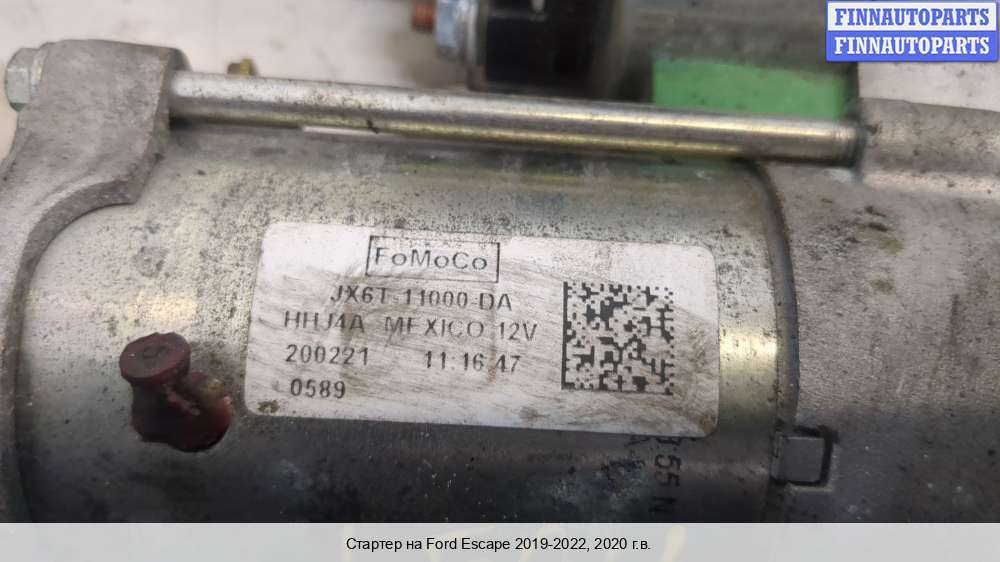 FINNAUTOPARTS
FINNAUTOPARTS
FoMoCo
JX6T-11000-DA
HHJ4A MEXICO 12V
200221 11.16.47
0589
55 N
Стартер на Ford Escape 2019-2022, 2020 г.в.